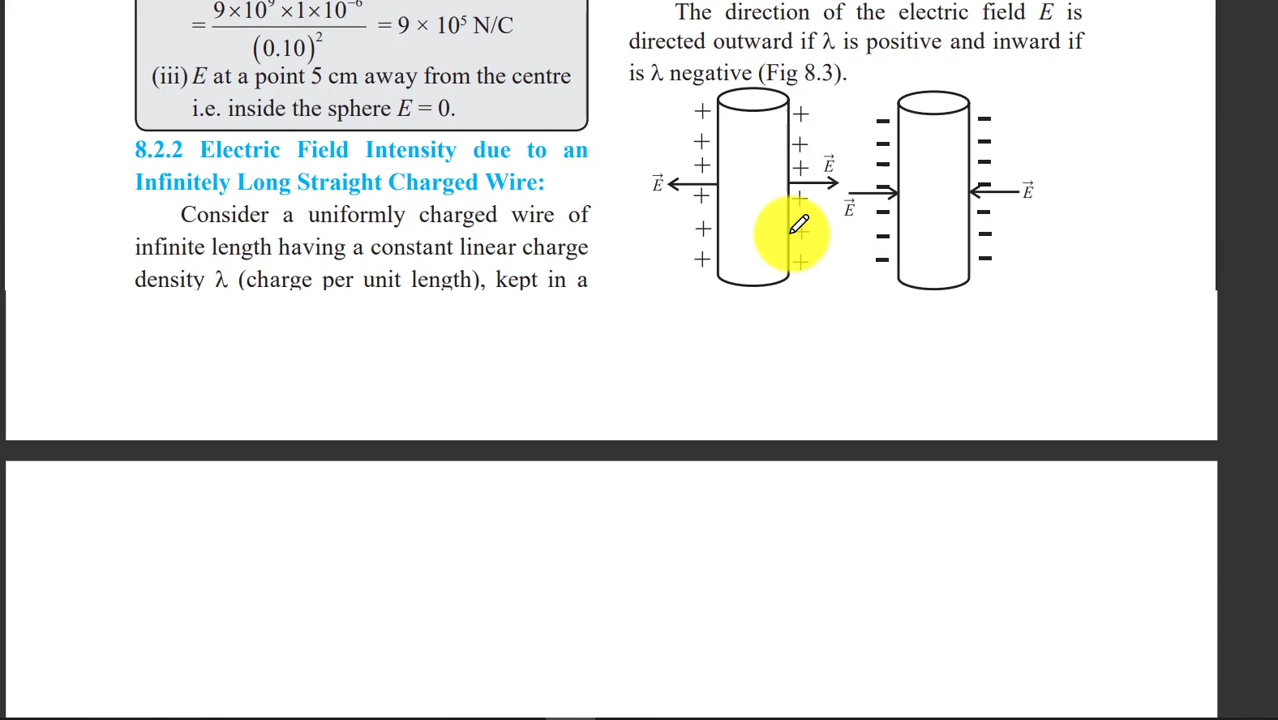 = 9×10⁹ ×1×10⁻⁶ / (0.10)² = 9 × 10⁵ N/C
(iii) E at a point 5 cm away from the centre
i.e. inside the sphere E = 0.
8.2.2 Electric Field Intensity due to an
Infinitely Long Straight Charged Wire:
Consider a uniformly charged wire of
infinite length having a constant linear charge
density λ (charge per unit length), kept in a
The direction of the electric field E is
directed outward if λ is positive and inward if
is λ negative (Fig 8.3).
+ +
+ +
+ + E⃗
E⃗
+ +
+ +
+ +
− −
− −
− −
− −
E⃗ E⃗
− −
− −
− −